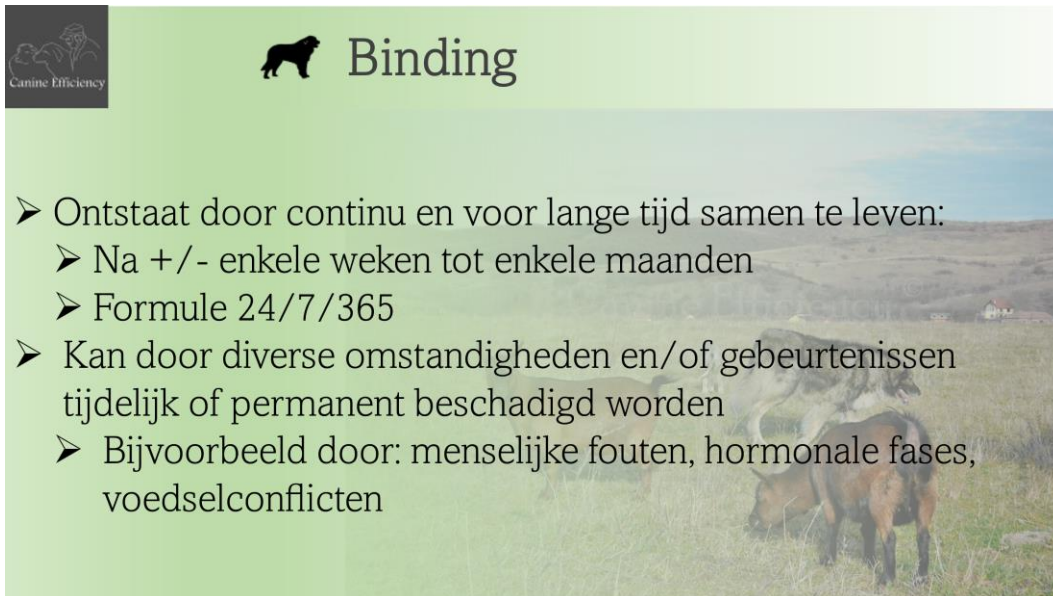 Canine Efficiency
Binding
Ontstaat door continu en voor lange tijd samen te leven:
Na +/- enkele weken tot enkele maanden
Formule 24/7/365
Kan door diverse omstandigheden en/of gebeurtenissen
tijdelijk of permanent beschadigd worden
Bijvoorbeeld door: menselijke fouten, hormonale fases,
voedselconflicten